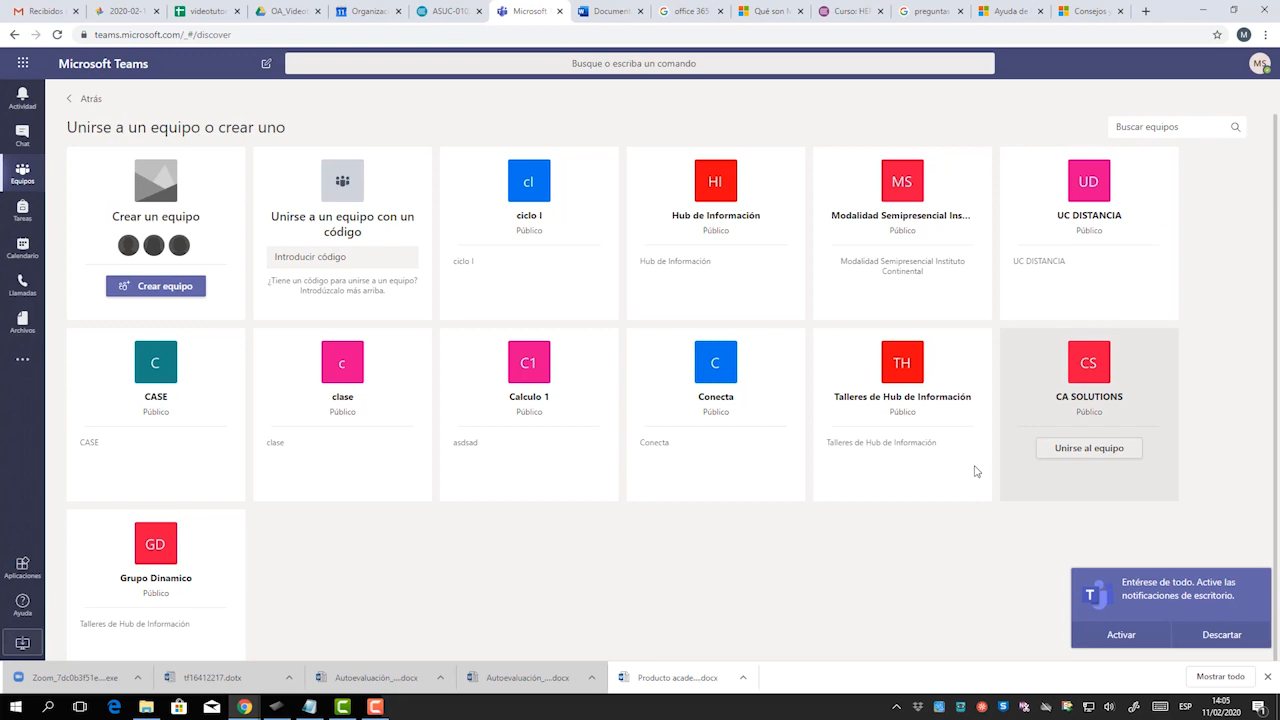 Recibidos
2020-02-1
videotuto
OA_Videos
Organizac
ASUC-010
Microsoft
Document
office 365
Qué son l
Curso: HE
pregunta
Ayuda de
Consejos y
teams.microsoft.com/_#/discover
M
Microsoft Teams
Busque o escriba un comando
MS
Actividad
Chat
Equipos
Tareas
Calendario
Llamadas
Archivos
Aplicaciones
Ayuda
Atrás
Unirse a un equipo o crear uno
Buscar equipos
Crear un equipo
Crear equipo
Unirse a un equipo con un
código
Introducir código
¿Tiene un código para unirse a un equipo?
Introdúzcalo más arriba.
cI
ciclo I
Público
ciclo I
HI
Hub de Información
Público
Hub de Información
MS
Modalidad Semipresencial Ins...
Público
Modalidad Semipresencial Instituto
Continental
UD
UC DISTANCIA
Público
UC DISTANCIA
C
CASE
Público
CASE
c
clase
Público
clase
C1
Calculo 1
Público
asdsad
C
Conecta
Público
Conecta
TH
Talleres de Hub de Información
Público
Talleres de Hub de Información
CS
CA SOLUTIONS
Público
Unirse al equipo
GD
Grupo Dinamico
Público
Talleres de Hub de Información
T
Entérese de todo. Active las
notificaciones de escritorio.
Activar
Descartar
Zoom_7dc0b3f51e....exe
tf16412217.dotx
Autoevaluación_....docx
Autoevaluación_....docx
Producto acade....docx
Mostrar todo
ESP
14:05
11/02/2020